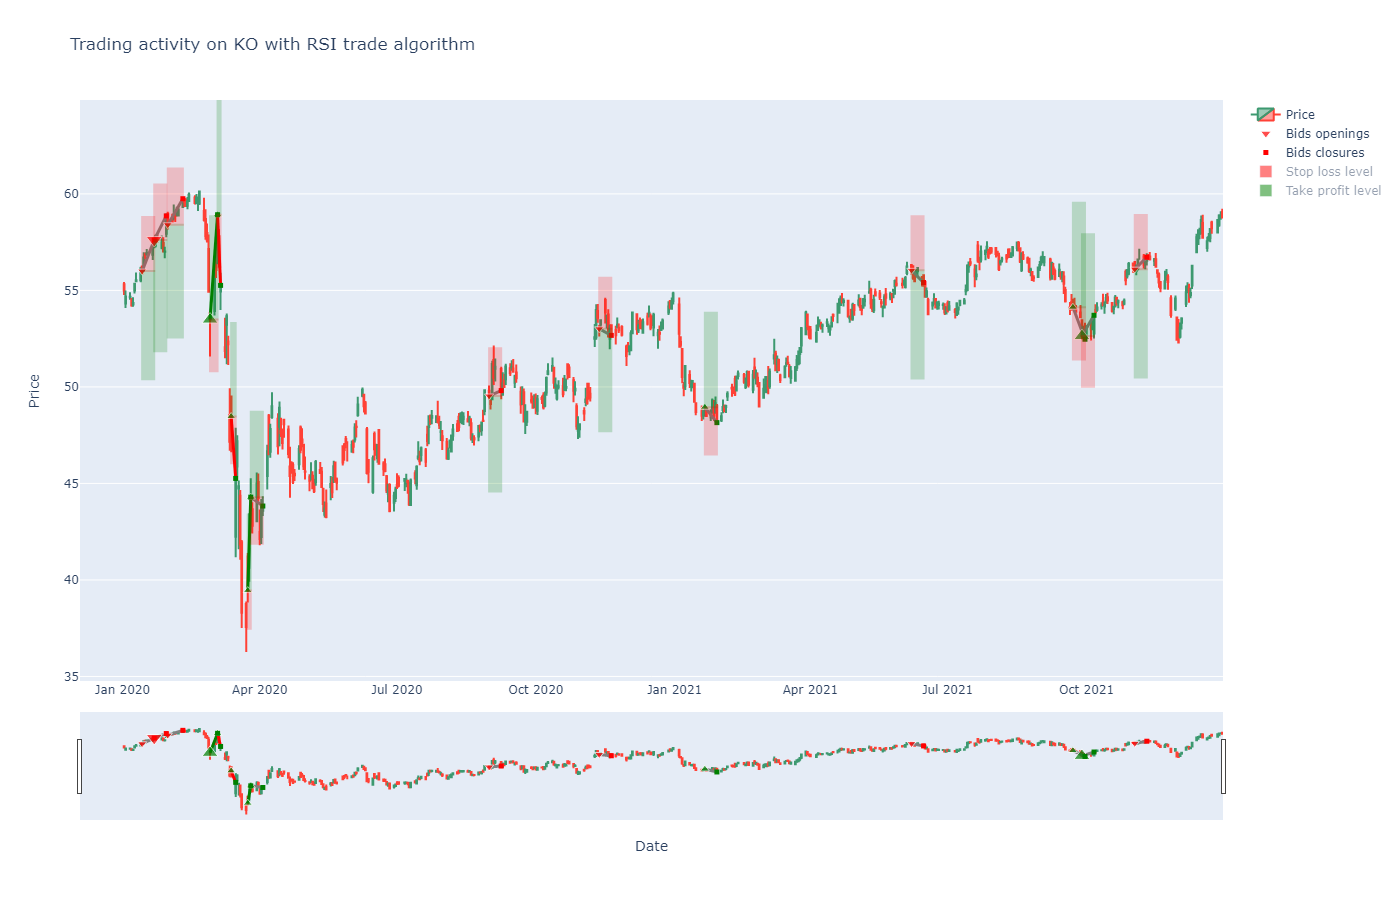 Trading activity on KO with RSI trade algorithm
Price
Bids openings
Bids closures
Stop loss level
Take profit level
60
55
50
45
40
35
Price
Jan 2020
Apr 2020
Jul 2020
Oct 2020
Jan 2021
Apr 2021
Jul 2021
Oct 2021
Date